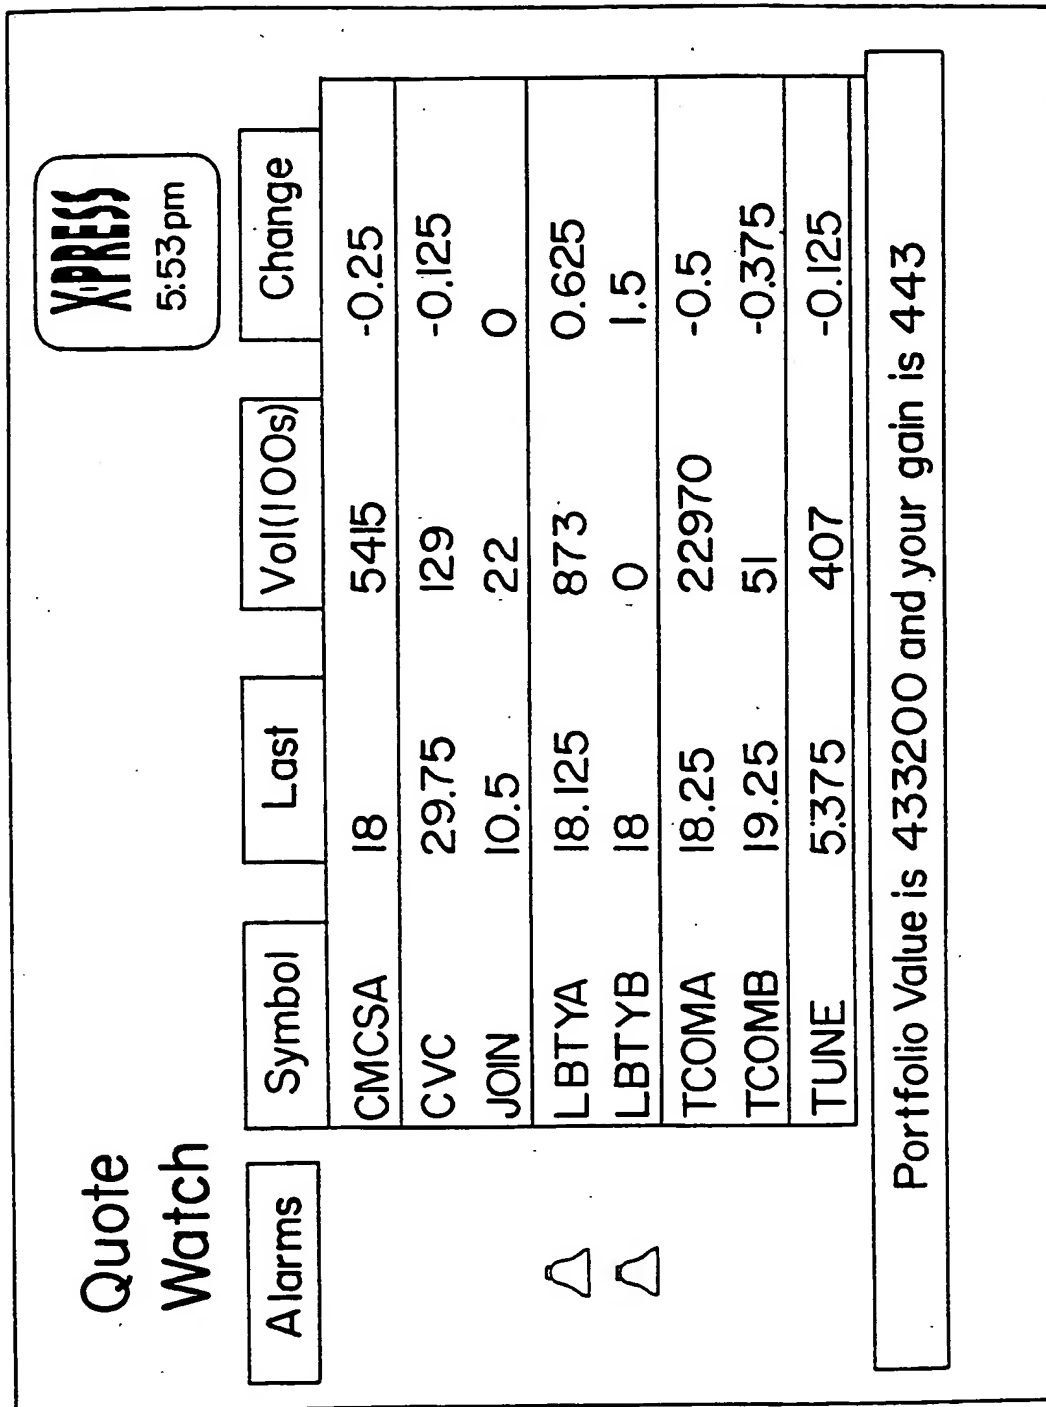 Quote
Watch
X·PRESS
5:53pm
Alarms Symbol Last Vol(100s) Change
CMCSA 18 5415 -0.25
CVC 29.75 129 -0.125
JOIN 10.5 22 0
LBTYA 18.125 873 0.625
LBTYB 18 0 1.5
TCOMA 18.25 22970 -0.5
TCOMB 19.25 51 -0.375
TUNE 5.375 407 -0.125
Portfolio Value is 433200 and your gain is 443